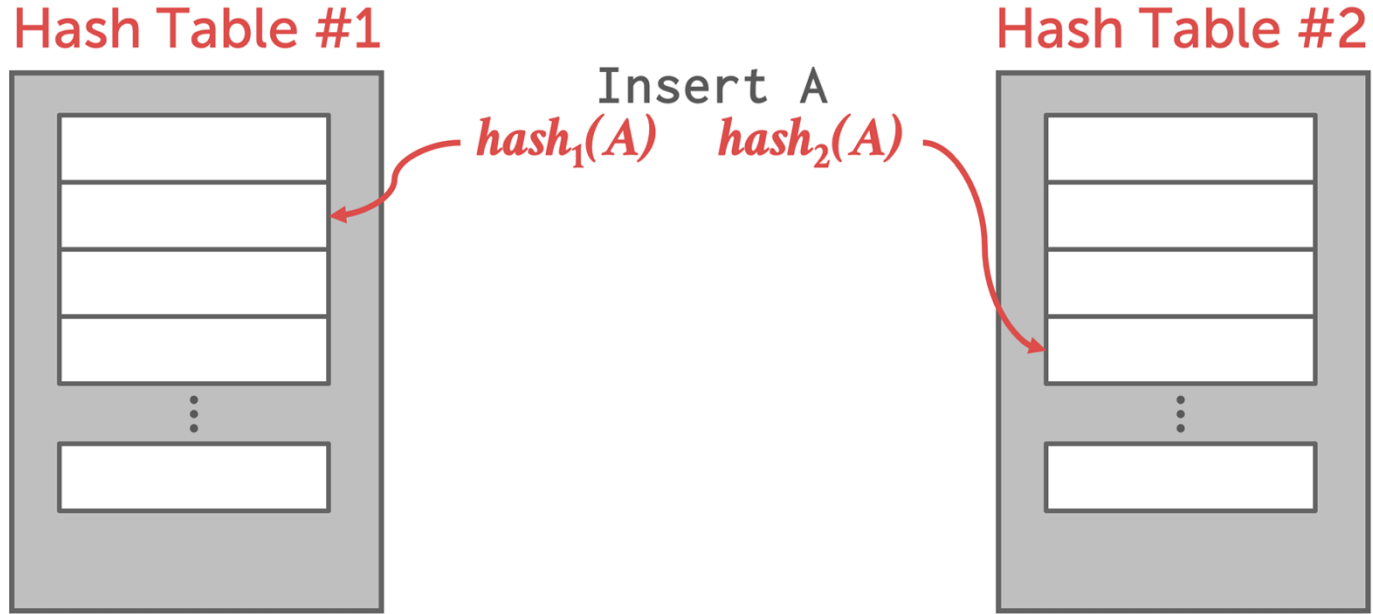 Hash Table #1
Hash Table #2
Insert A
hash₁(A)
hash₂(A)